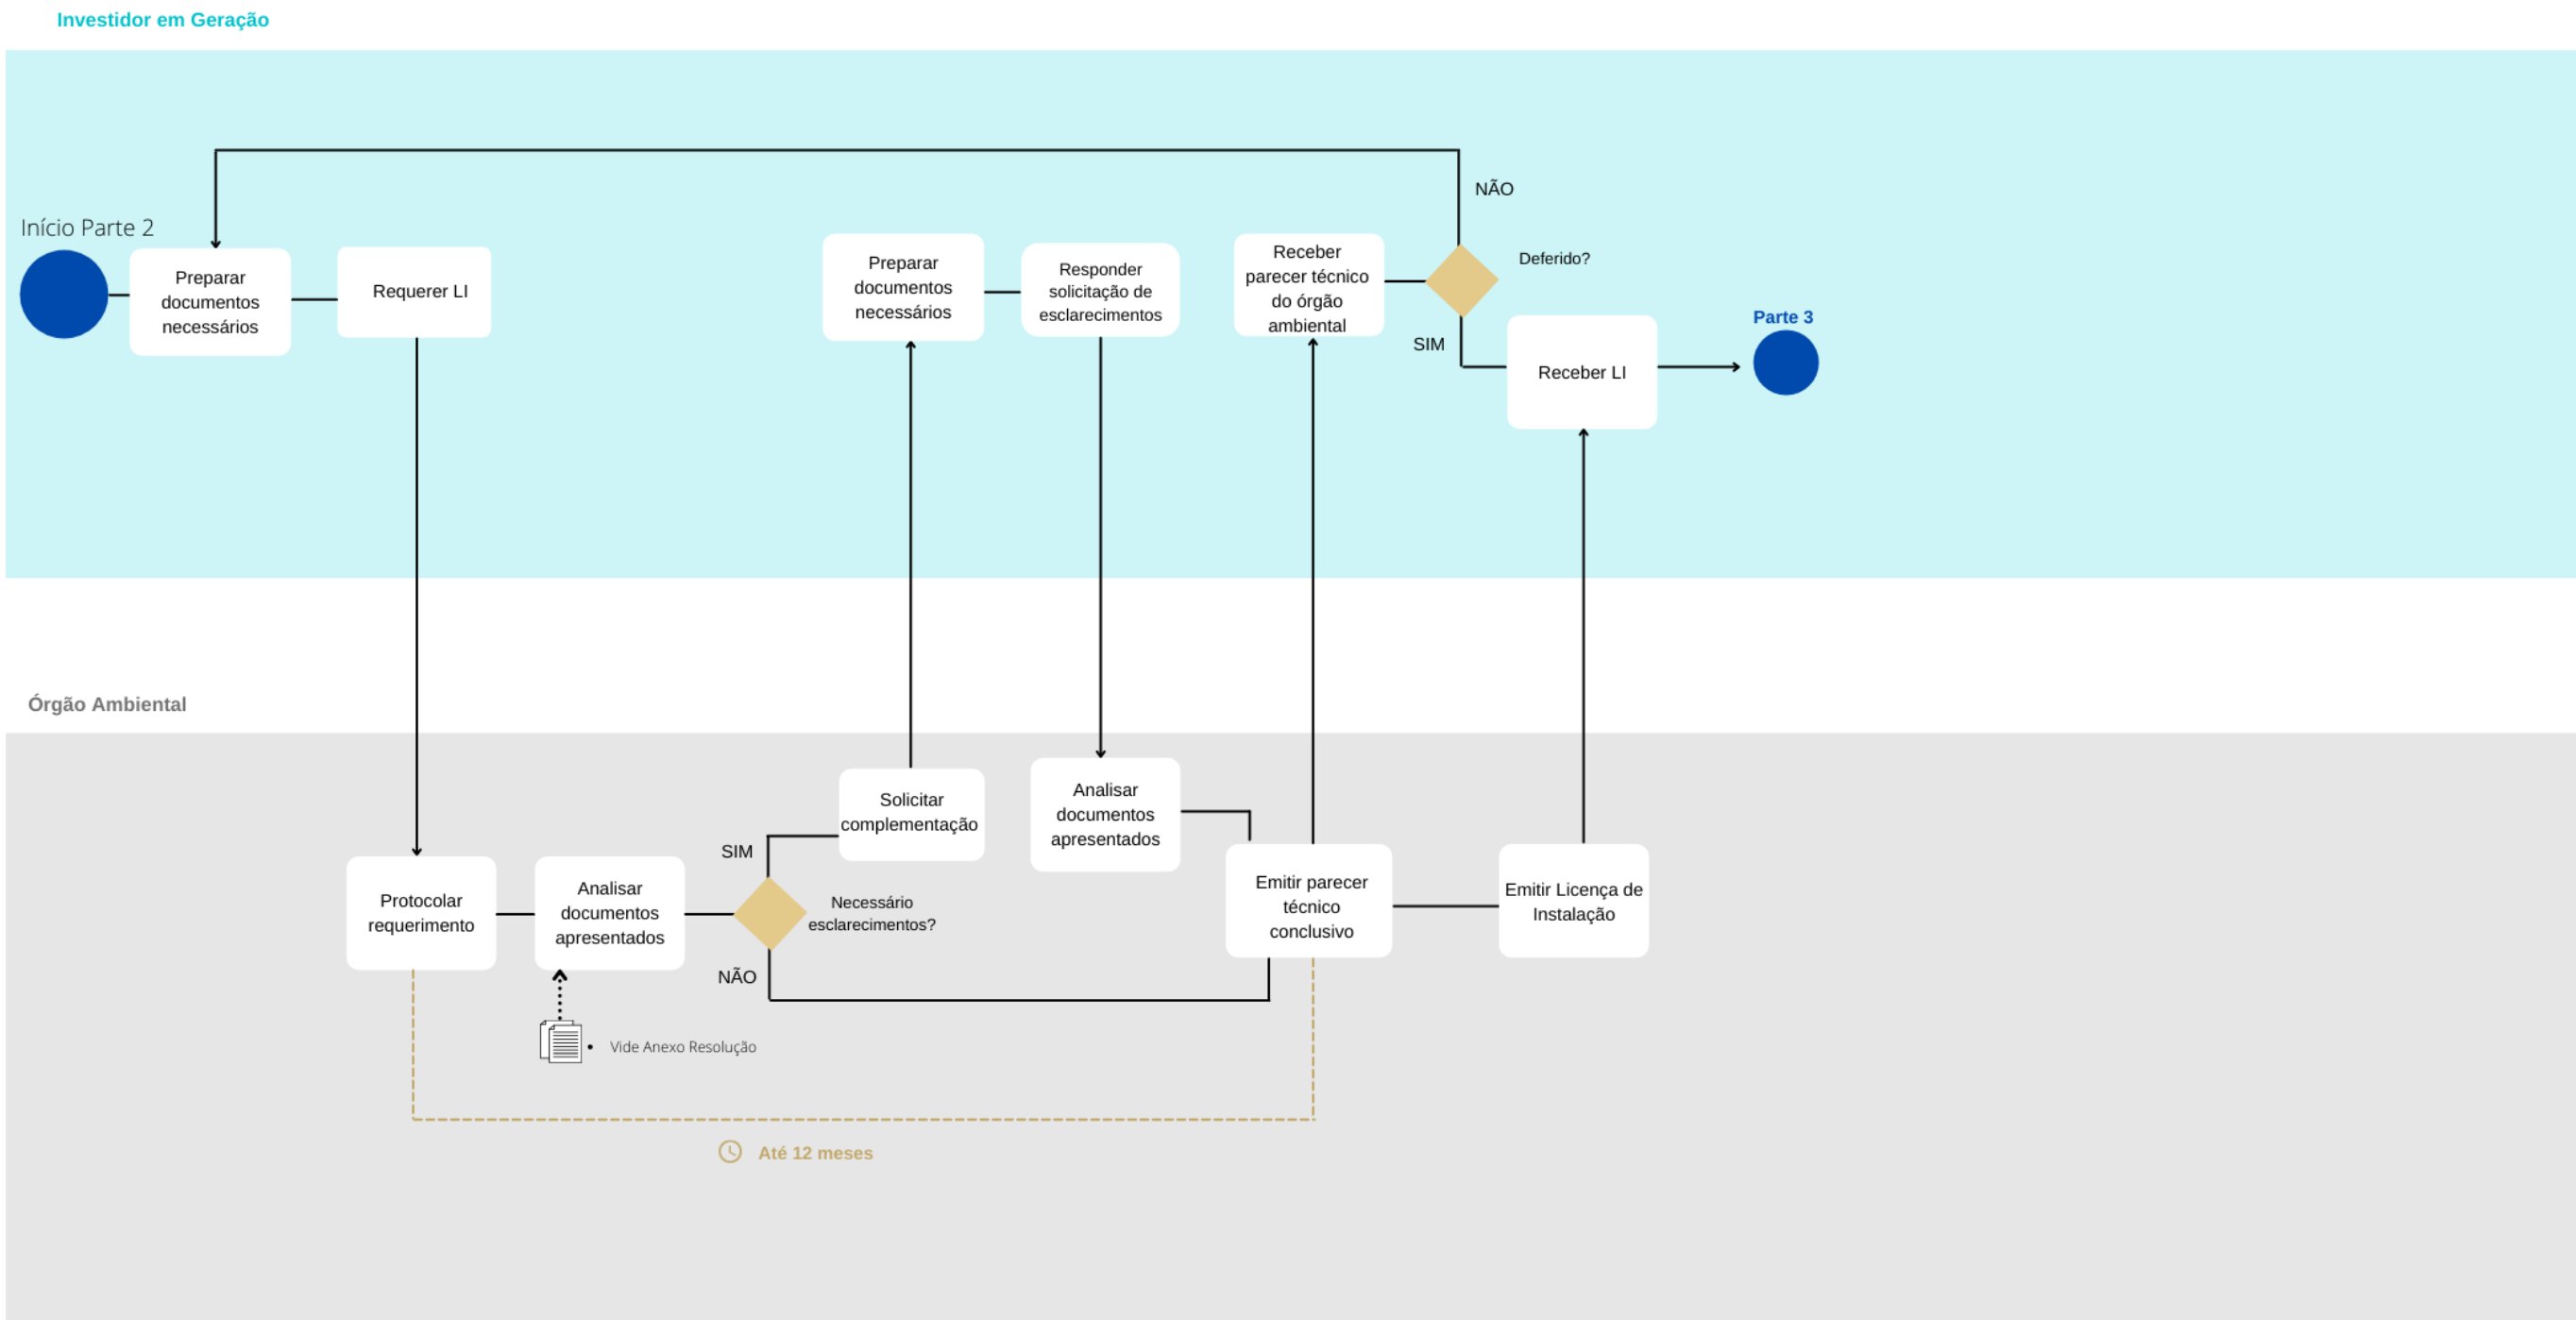 Investidor em Geração
NÃO
Início Parte 2
Preparar
documentos
necessários
Requerer LI
Preparar
documentos
necessários
Responder
solicitação de
esclarecimentos
Receber
parecer técnico
do órgão
ambiental
Deferido?
SIM
Receber LI
Parte 3
Órgão Ambiental
Protocolar
requerimento
Analisar
documentos
apresentados
SIM
Necessário
esclarecimentos?
NÃO
Solicitar
complementação
Analisar
documentos
apresentados
Emitir parecer
técnico
conclusivo
Emitir Licença de
Instalação
• Vide Anexo Resolução
Até 12 meses